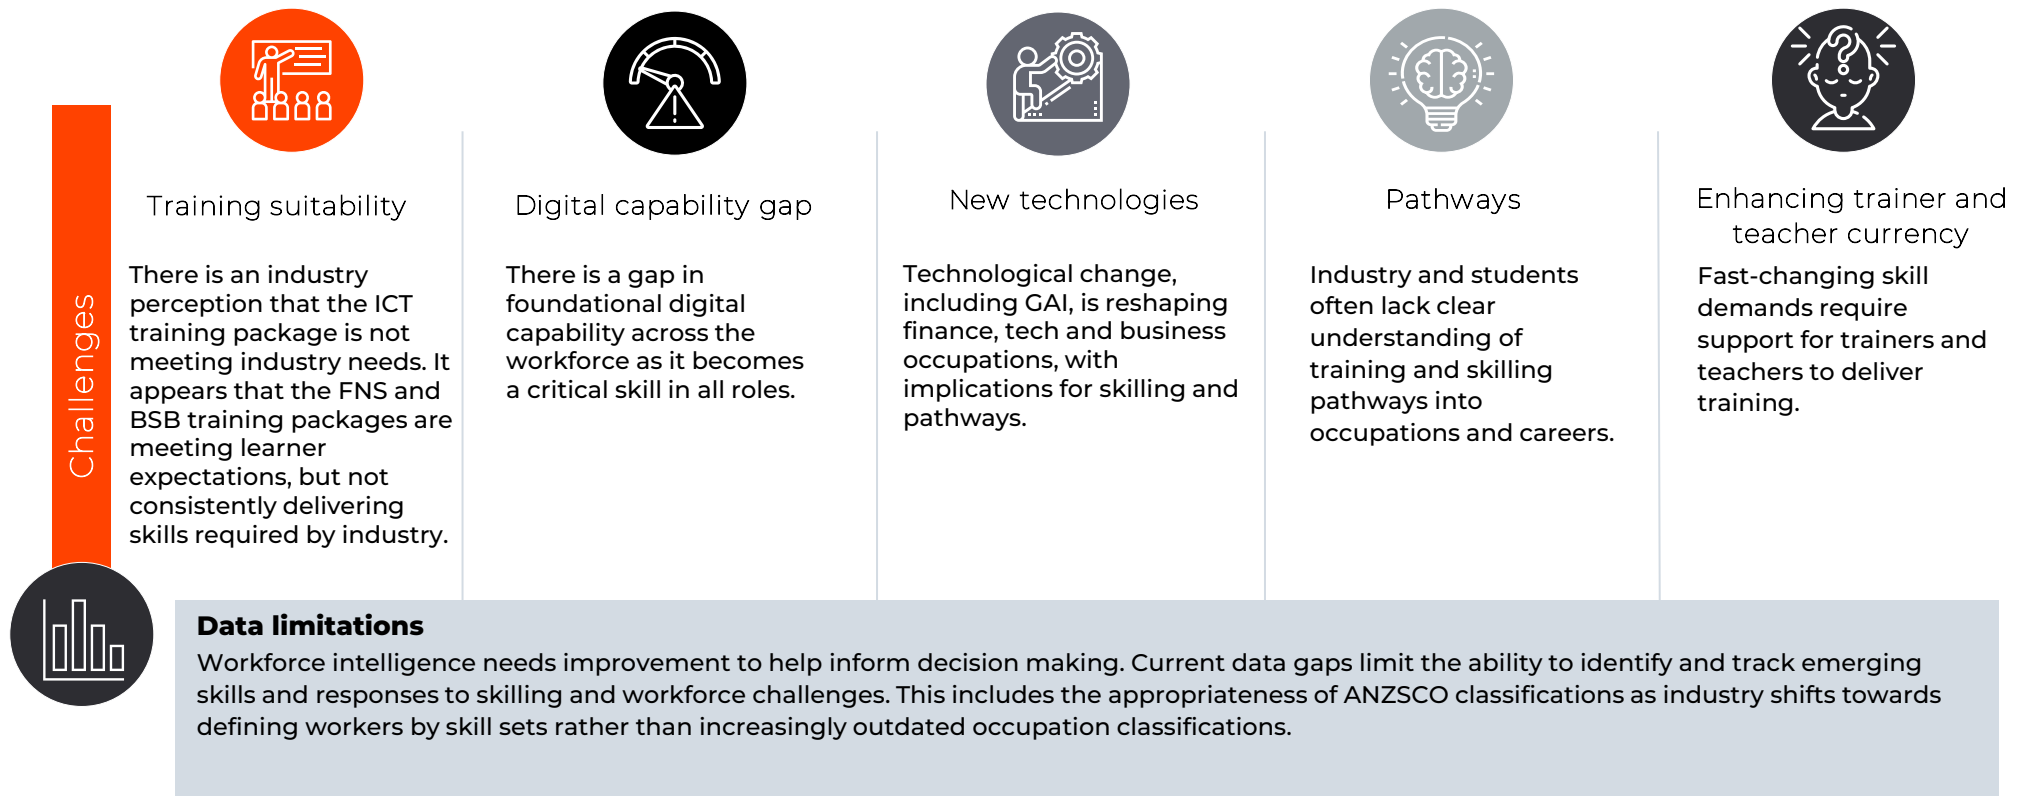 Challenges
Training suitability
There is an industry
perception that the ICT
training package is not
meeting industry needs. It
appears that the FNS and
BSB training packages are
meeting learner
expectations, but not
consistently delivering
skills required by industry.
Digital capability gap
There is a gap in
foundational digital
capability across the
workforce as it becomes
a critical skill in all roles.
New technologies
Technological change,
including GAI, is reshaping
finance, tech and business
occupations, with
implications for skilling and
pathways.
Pathways
Industry and students
often lack clear
understanding of
training and skilling
pathways into
occupations and careers.
Enhancing trainer and
teacher currency
Fast-changing skill
demands require
support for trainers and
teachers to deliver
training.
Data limitations
Workforce intelligence needs improvement to help inform decision making. Current data gaps limit the ability to identify and track emerging
skills and responses to skilling and workforce challenges. This includes the appropriateness of ANZSCO classifications as industry shifts towards
defining workers by skill sets rather than increasingly outdated occupation classifications.